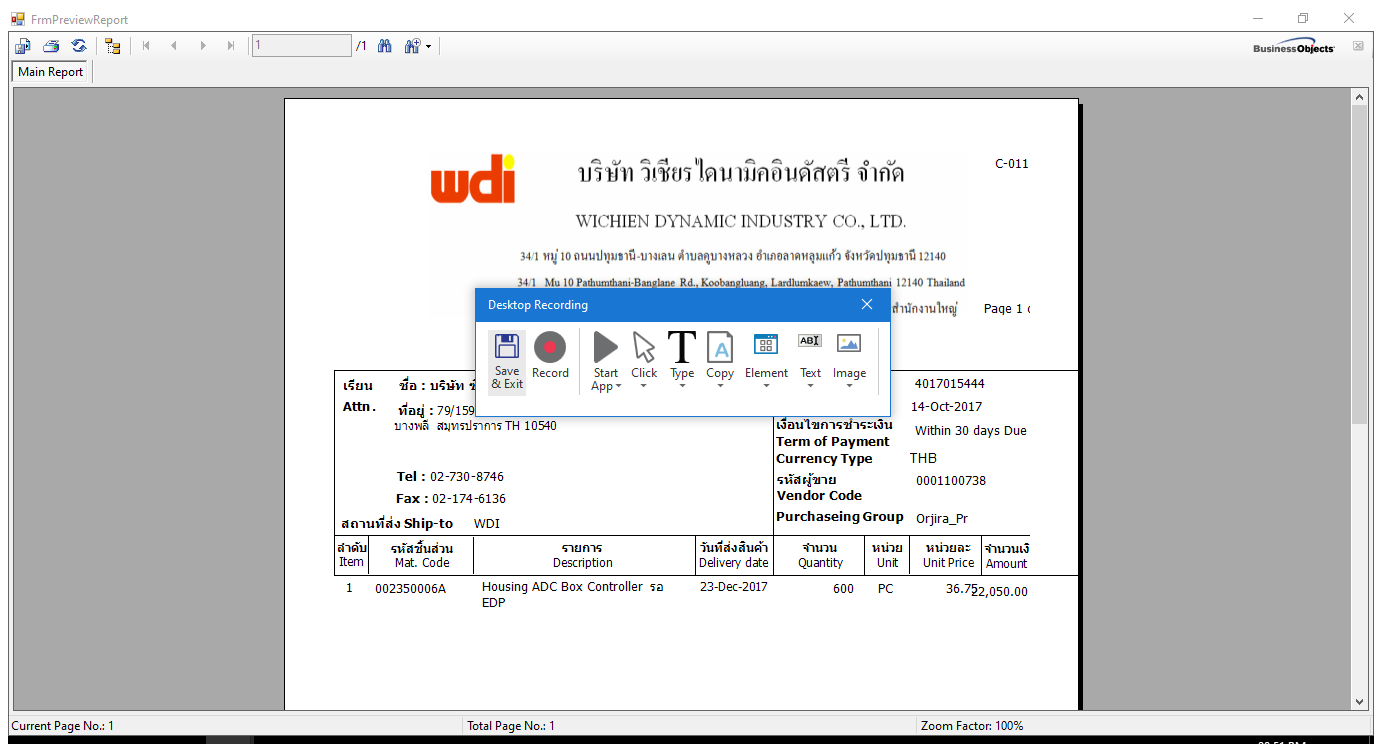 FrmPreviewReport
1 /1
BusinessObjects
Main Report
wdi
บริษัท วิเชียรไดนามิคอินดัสตรี จำกัด
C-011
WICHIEN DYNAMIC INDUSTRY CO., LTD.
34/1 หมู่ 10 ถนนปทุมธานี-บางเลน ตำบลคูบางหลวง อำเภอลาดหลุมแก้ว จังหวัดปทุมธานี 12140
34/1 Mu 10 Pathumthani-Banglane Rd., Koobangluang, Lardlumkaew, Pathumthani 12140 Thailand
สำนักงานใหญ่
Page 1
Desktop Recording
Save & Exit
Record
Start App
Click
Type
Copy
Element
ABI
Text
Image
เรียน ชื่อ : บริษัท
4017015444
Attn. ที่อยู่ : 79/159
14-Oct-2017
บางพลี สมุทรปราการ TH 10540
เงื่อนไขการชำระเงิน
Term of Payment
Within 30 days Due
Currency Type THB
Tel : 02-730-8746
รหัสผู้ขาย
Vendor Code
0001100738
Fax : 02-174-6136
สถานที่ส่ง Ship-to WDI
Purchaseing Group Orjira_Pr
ลำดับ รหัสชิ้นส่วน รายการ วันที่ส่งสินค้า จำนวน หน่วย หน่วยละ จำนวนเงิ
Item Mat. Code Description Delivery date Quantity Unit Unit Price Amount
1 002350006A Housing ADC Box Controller รอ 23-Dec-2017 600 PC 36.75 2,050.00
EDP
Current Page No.: 1 Total Page No.: 1 Zoom Factor: 100%